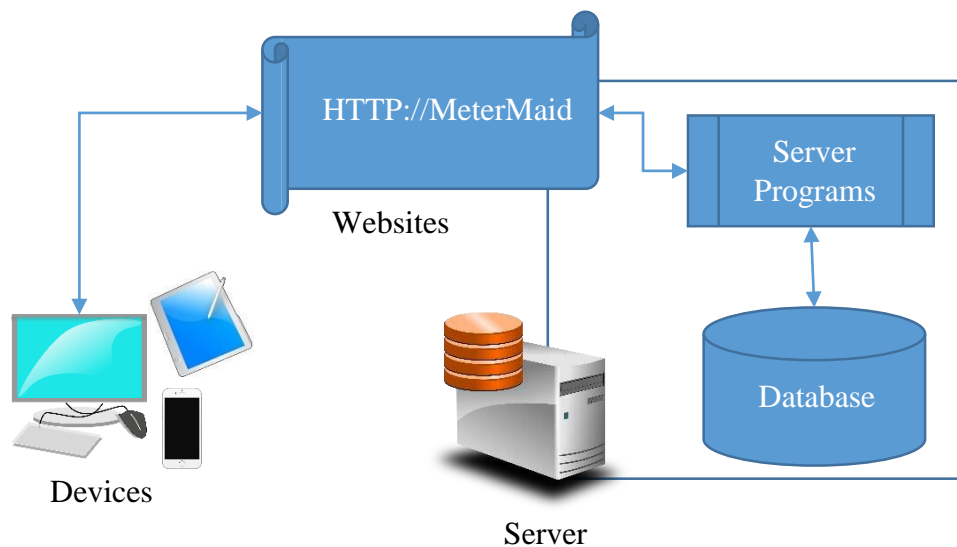 HTTP://MeterMaid
Server
Programs
Websites
Database
Devices
Server